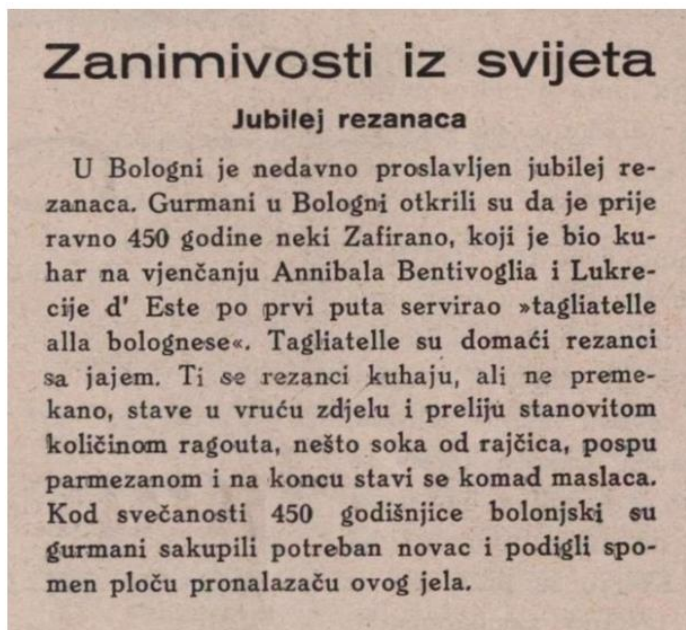 Zanimivosti iz svijeta
Jubilej rezanaca
U Bologni je nedavno proslavljen jubilej re-
zanaca. Gurmani u Bologni otkrili su da je prije
ravno 450 godine neki Zafirano, koji je bio ku-
har na vjenčanju Annibala Bentivoglia i Lukre-
cije d' Este po prvi puta servirao »tagliatelle
alla bolognese«. Tagliatelle su domaći rezanci
sa jajem. Ti se rezanci kuhaju, ali ne preme-
kano, stave u vruću zdjelu i preliju stanovitom
količinom ragouta, nešto soka od rajčica, pospu
parmezanom i na koncu stavi se komad maslaca.
Kod svečanosti 450 godišnjice bolonjski su
gurmani sakupili potreban novac i podigli spo-
men ploču pronalazaču ovog jela.